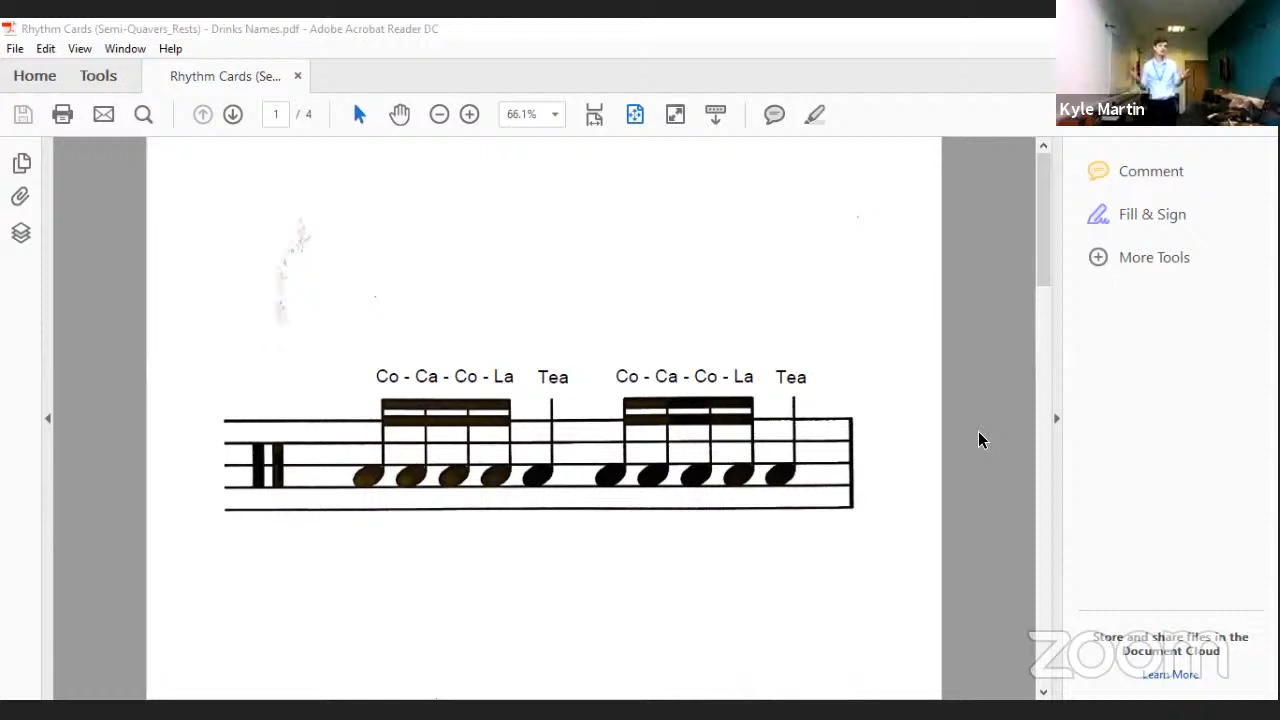 Rhythm Cards (Semi-Quavers_Rests) - Drinks Names.pdf - Adobe Acrobat Reader DC
File Edit View Window Help
Home Tools Rhythm Cards (Se... ×
1 / 4 66.1%
Kyle Martin
Comment
Fill & Sign
More Tools
Co - Ca - Co - La Tea Co - Ca - Co - La Tea
Store and share files in the
Document Cloud
Learn More
zoom